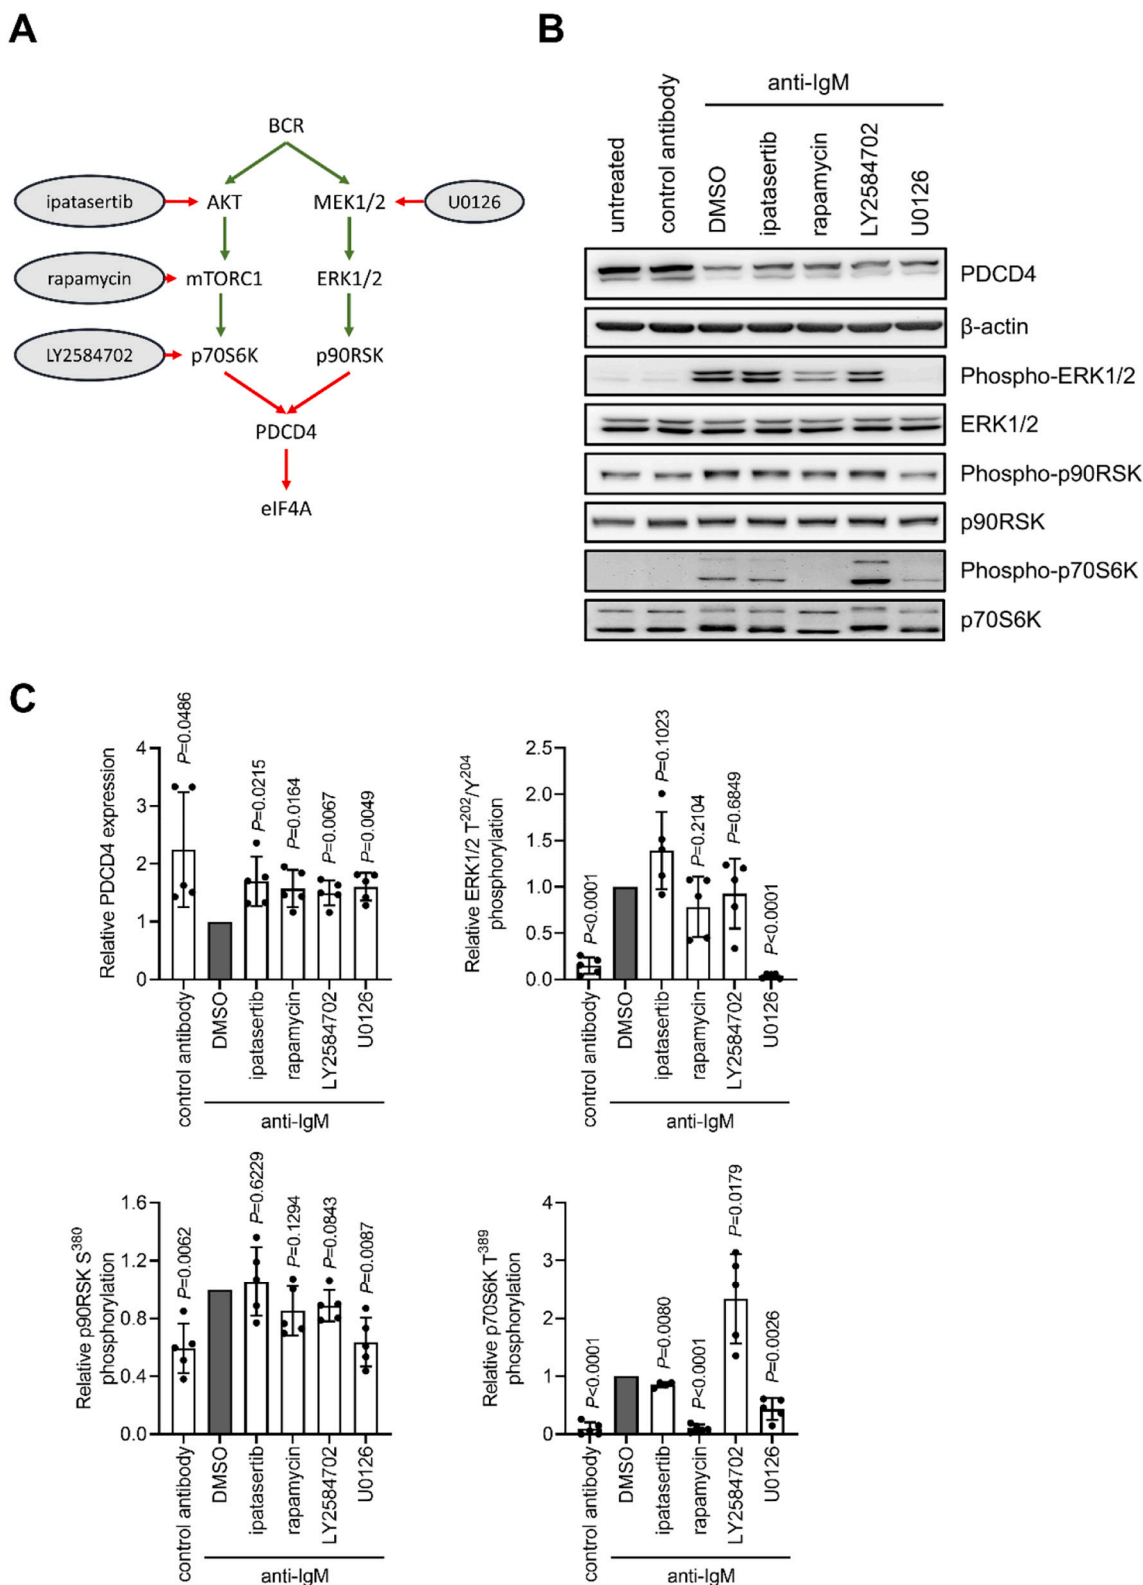 A
BCR
ipatasertib AKT MEK1/2 U0126
rapamycin mTORC1 ERK1/2
LY2584702 p70S6K p90RSK
PDCD4
eIF4A
B
anti-IgM
untreated
control antibody
DMSO
ipatasertib
rapamycin
LY2584702
U0126
PDCD4
β-actin
Phospho-ERK1/2
ERK1/2
Phospho-p90RSK
p90RSK
Phospho-p70S6K
p70S6K
C
Relative PDCD4 expression
4
3
2
1
0
P=0.0486
P=0.0215
P=0.0164
P=0.0067
P=0.0049
control antibody
DMSO
ipatasertib
rapamycin
LY2584702
U0126
anti-IgM
Relative ERK1/2 T²⁰²/Y²⁰⁴
phosphorylation
2.5
2.0
1.5
1.0
0.5
0.0
P<0.0001
P=0.1023
P=0.2104
P=0.6849
P<0.0001
control antibody
DMSO
ipatasertib
rapamycin
LY2584702
U0126
anti-IgM
Relative p90RSK S³⁸⁰
phosphorylation
1.6
1.2
0.8
0.4
0.0
P=0.0062
P=0.6229
P=0.1294
P=0.0843
P=0.0087
control antibody
DMSO
ipatasertib
rapamycin
LY2584702
U0126
anti-IgM
Relative p70S6K T³⁸⁹
phosphorylation
4
3
2
1
0
P<0.0001
P=0.0080
P<0.0001
P=0.0179
P=0.0026
control antibody
DMSO
ipatasertib
rapamycin
LY2584702
U0126
anti-IgM